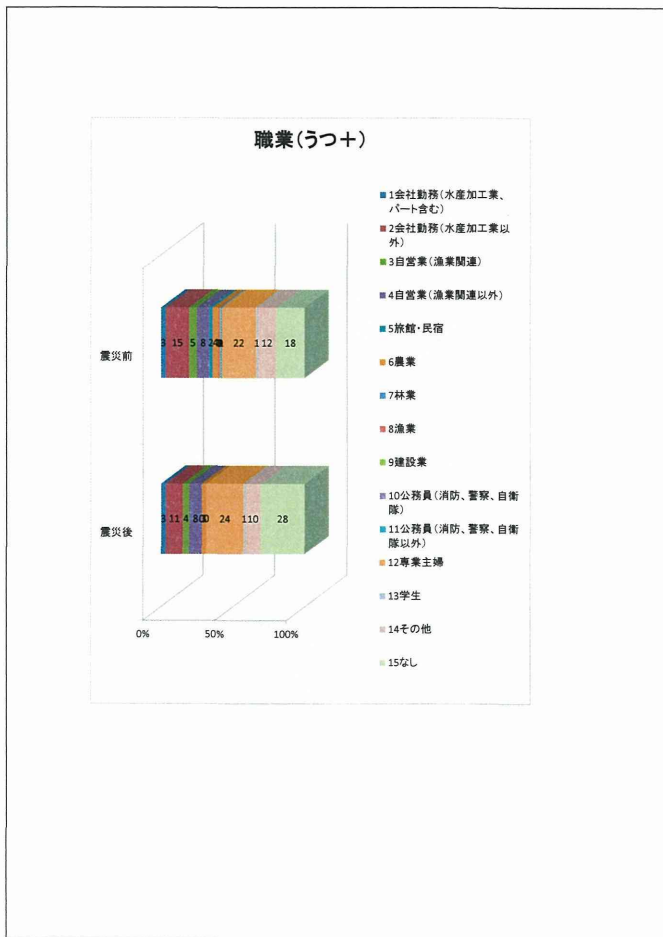 職業(うつ+)
震災前
3 15 5 8 2 22 1 12 18
震災後
3 11 4 8 24 1 10 28
0% 50% 100%
1会社勤務(水産加工業、
パート含む)
2会社勤務(水産加工業以
外)
3自営業(漁業関連)
4自営業(漁業関連以外)
5旅館・民宿
6農業
7林業
8漁業
9建設業
10公務員(消防、警察、自衛
隊)
11公務員(消防、警察、自衛
隊以外)
12専業主婦
13学生
14その他
15なし